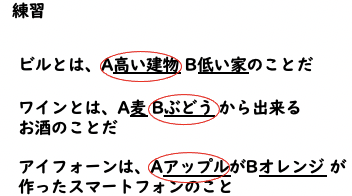 練習
ビルとは、A高い建物 B低い家のことだ
ワインとは、A麦 Bぶどう から出来る
お酒のことだ
アイフォーンは、AアップルがBオレンジ が
作ったスマートフォンのこと